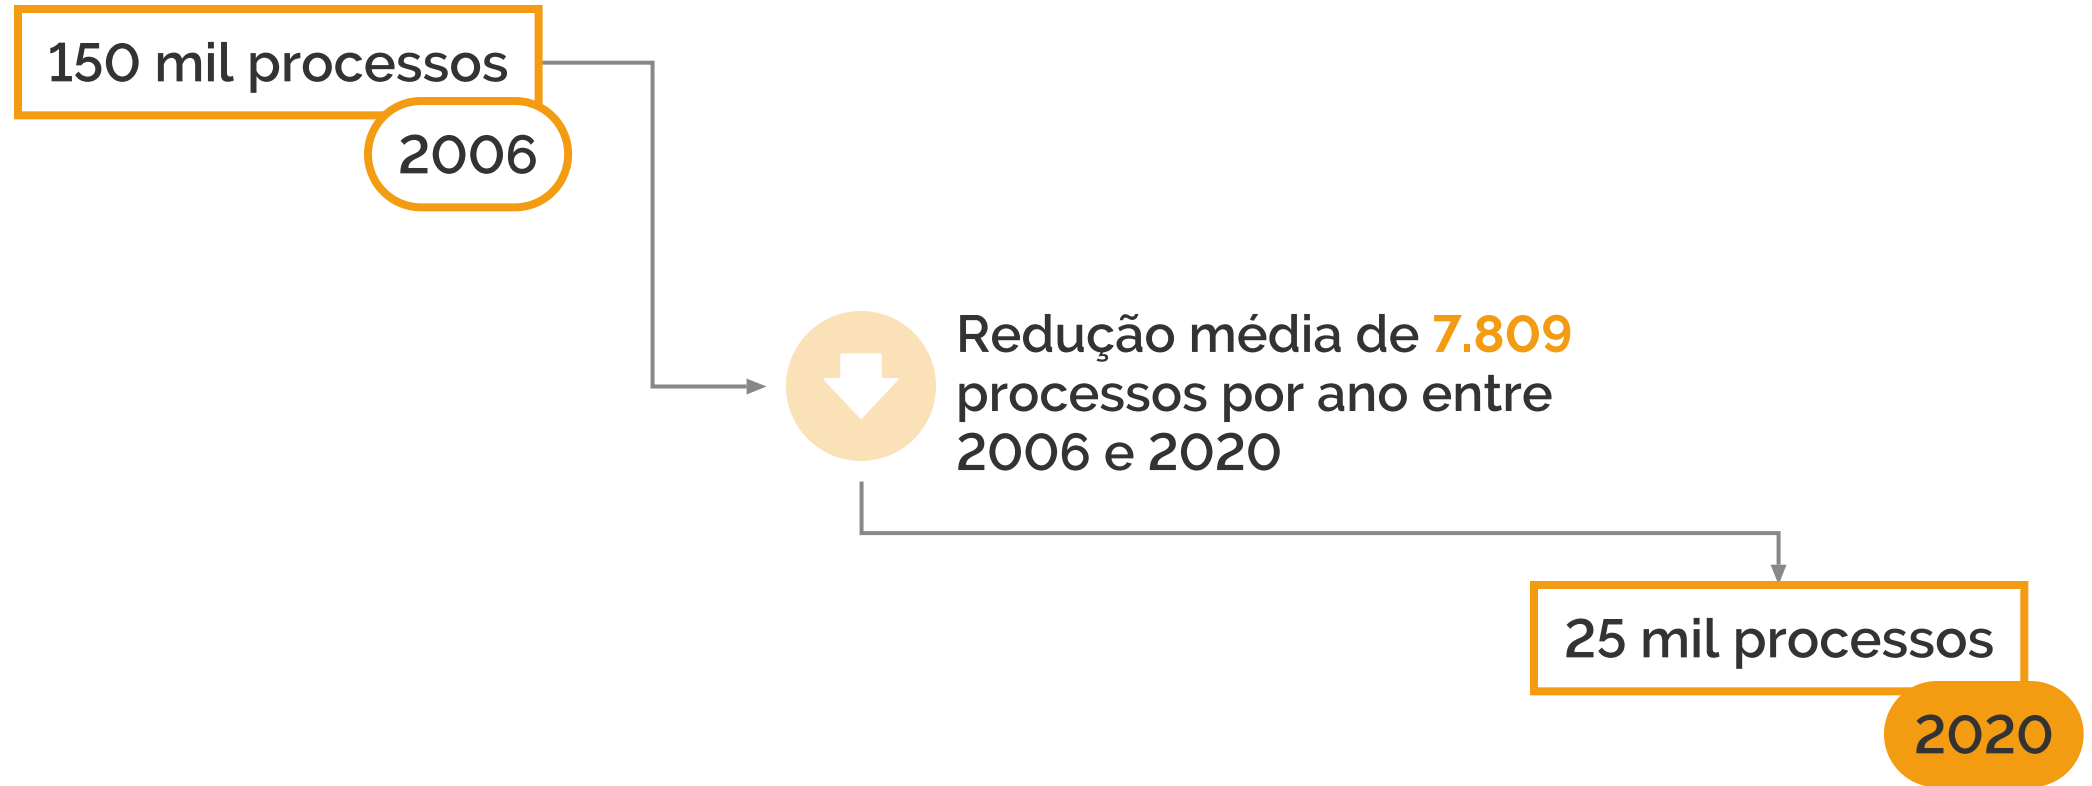 150 mil processos
2006
Redução média de 7.809
processos por ano entre
2006 e 2020
25 mil processos
2020